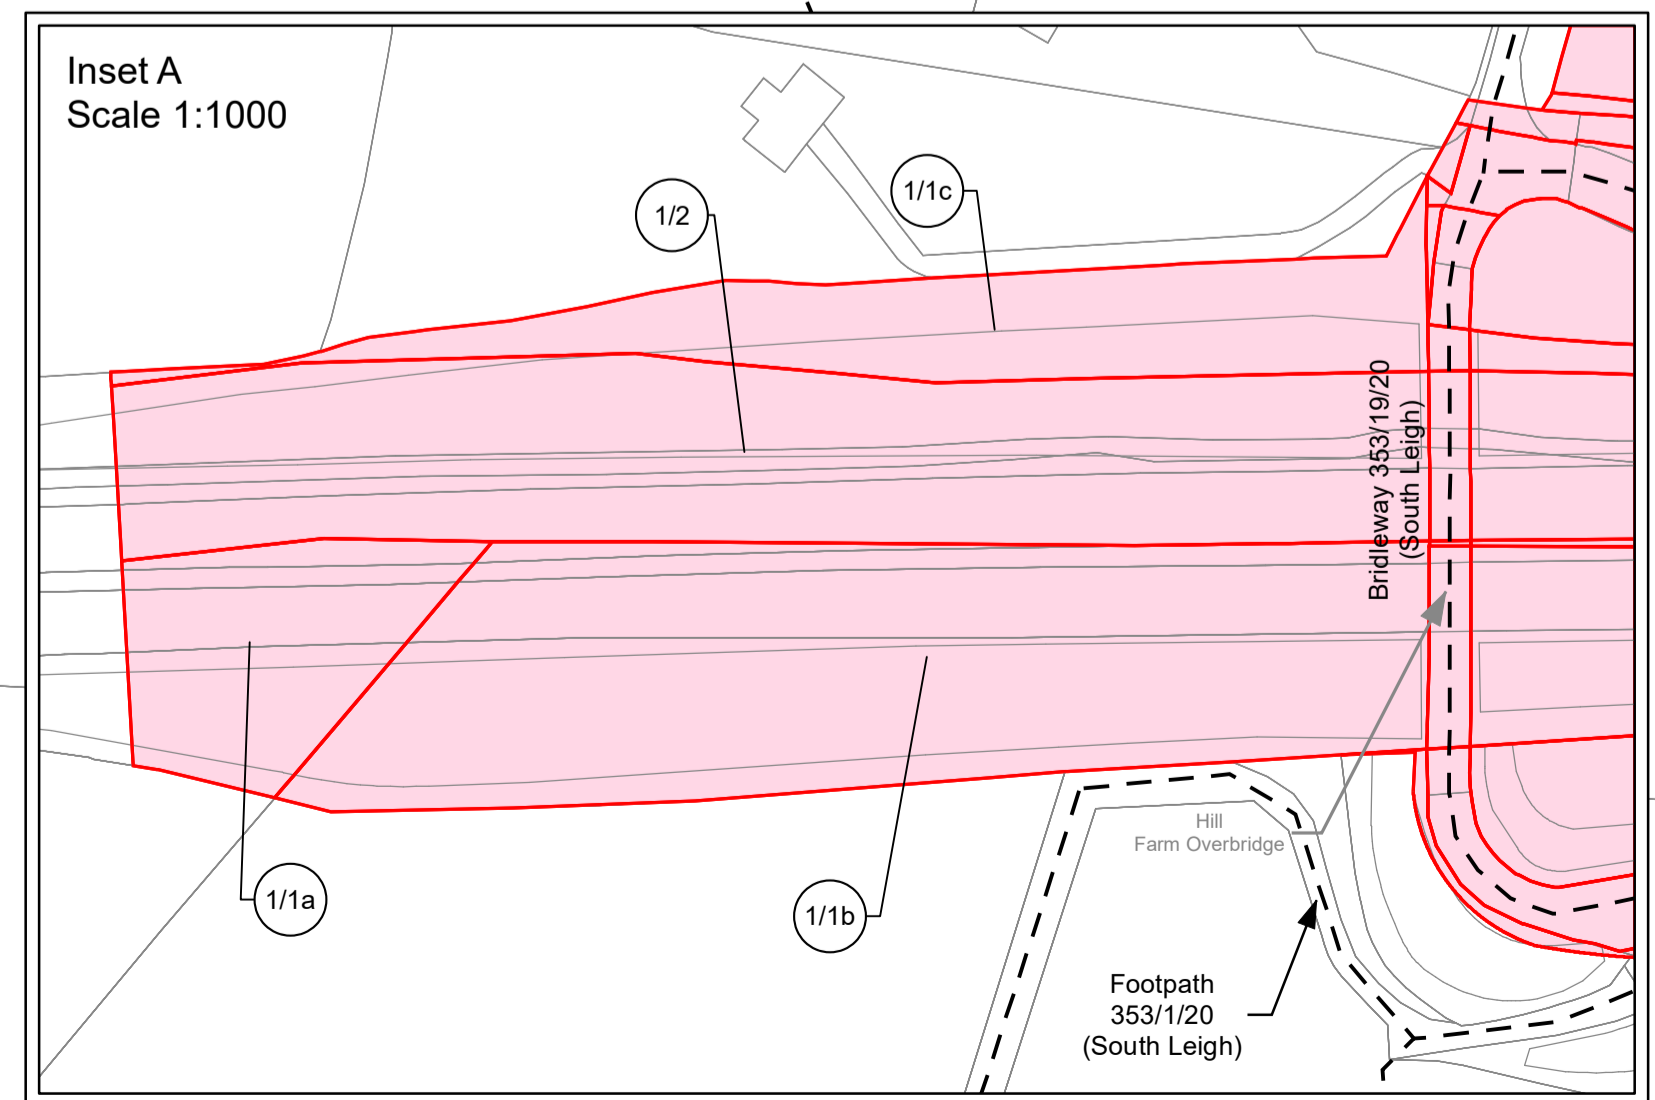 Inset A
Scale 1:1000
1/2
1/1c
Bridleway 353/19/20
(South Leigh)
Hill
Farm Overbridge
1/1a
1/1b
Footpath
353/1/20
(South Leigh)